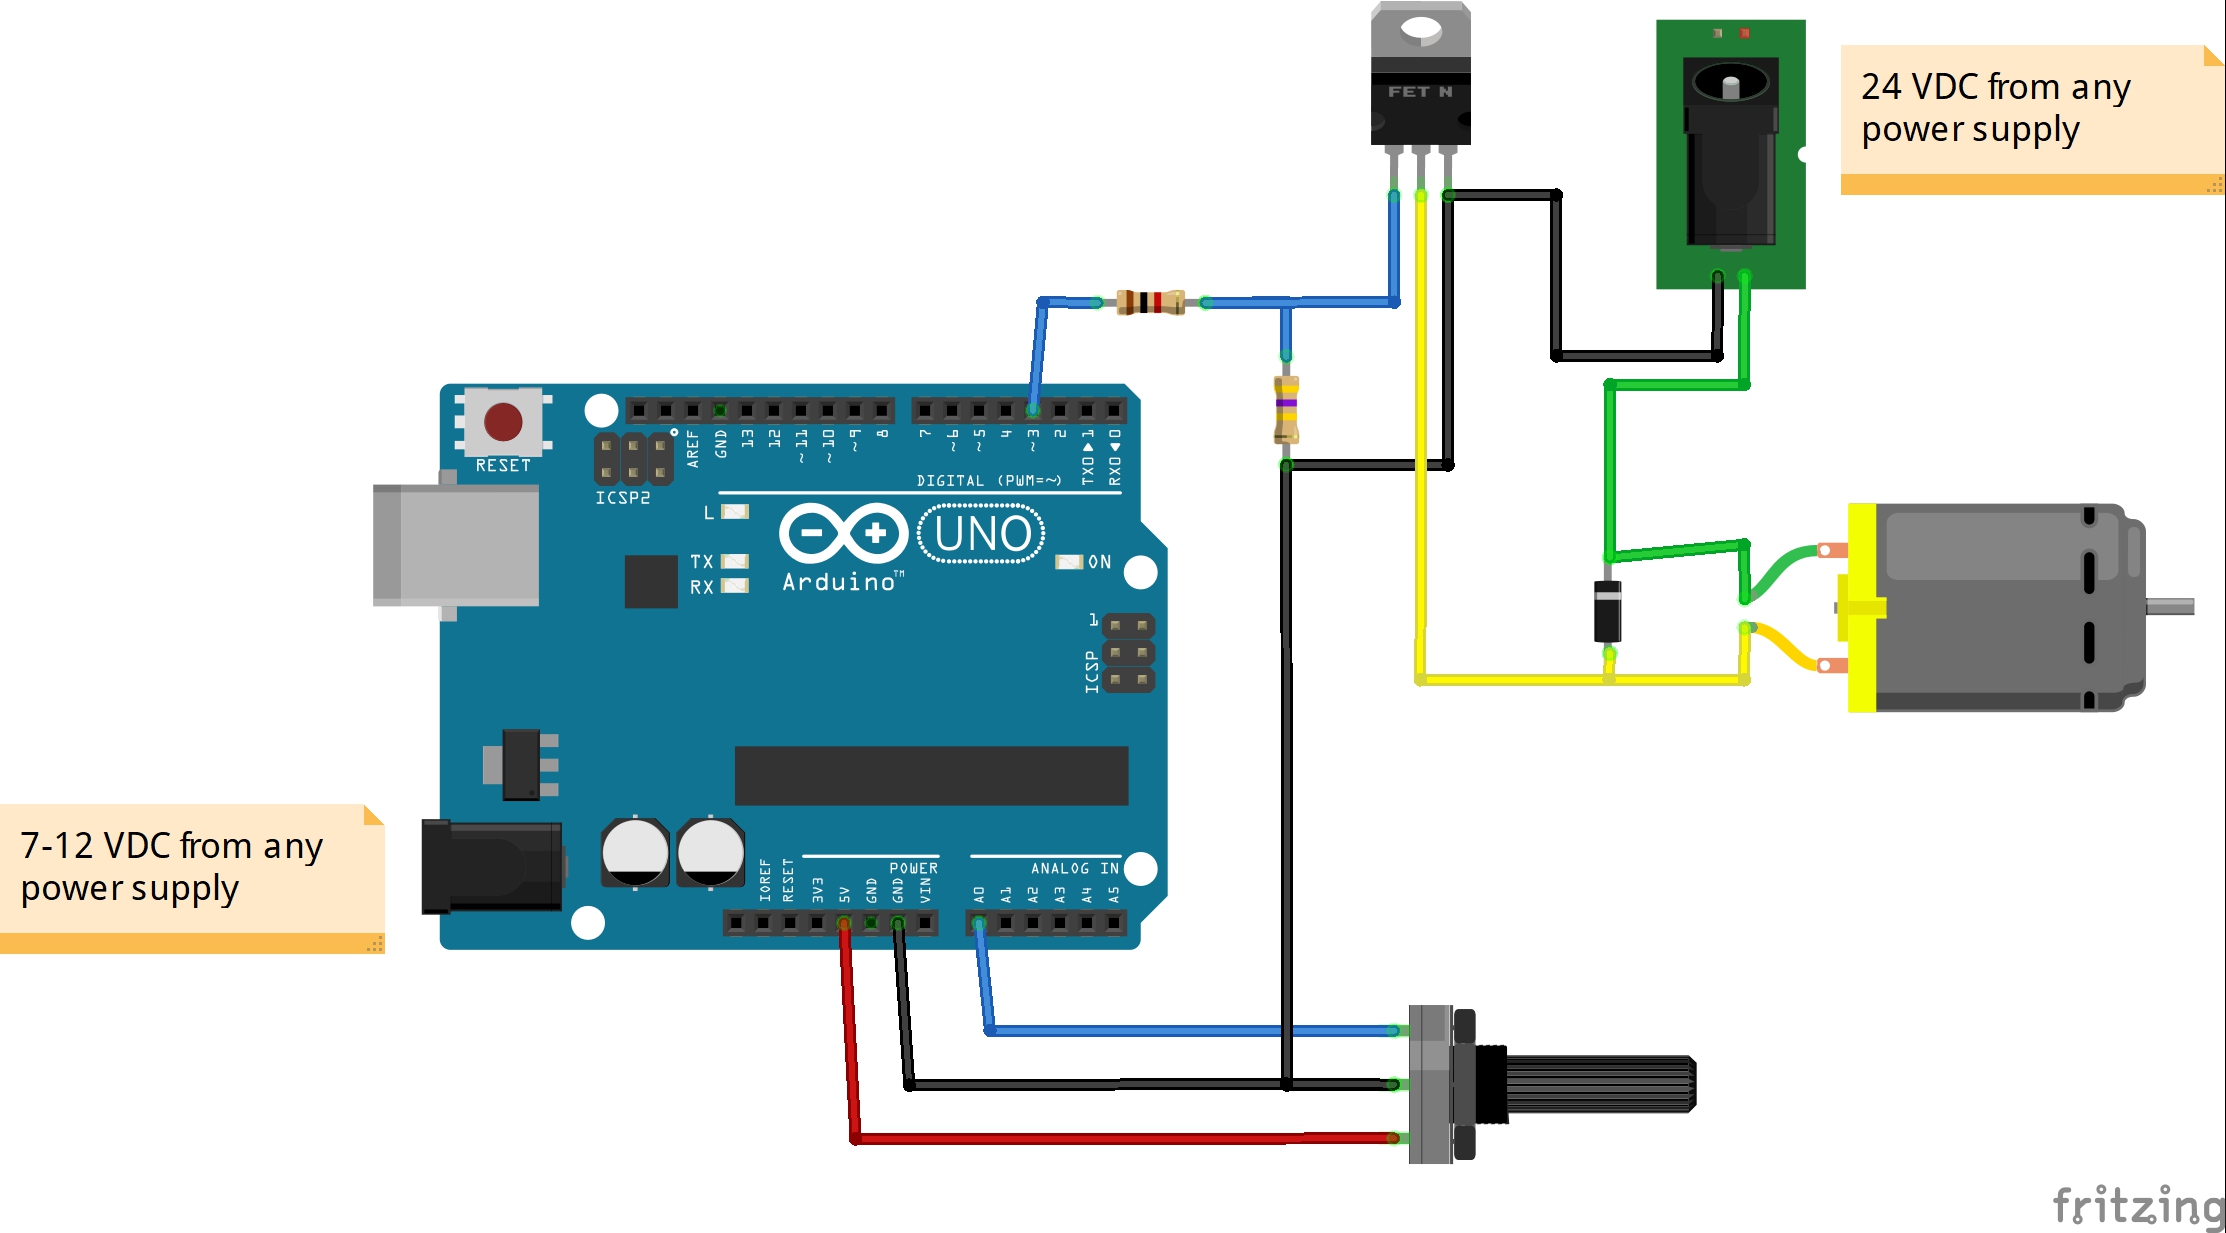 FET N
24 VDC from any
power supply
RESET
ICSP2
AREF
GND
13
12
~11
~10
~9
8
7
~6
~5
4
~3
2
TX0▶1
RX0◀0
DIGITAL (PWM=~)
L
TX
RX
UNO
Arduino™
ON
1
ICSP
7-12 VDC from any
power supply
IOREF
RESET
3V3
5V
GND
GND
VIN
POWER
ANALOG IN
A0
A1
A2
A3
A4
A5
fritzing